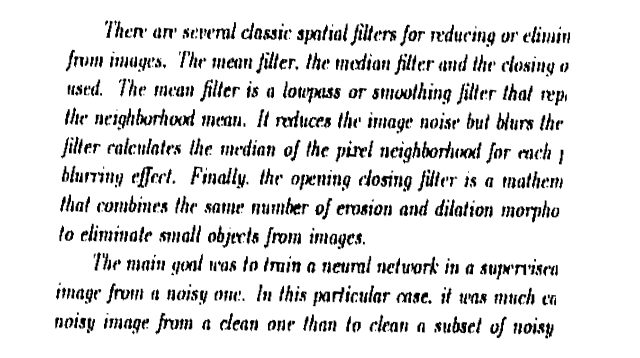 There are several classic spatial filters for reducing or elimin
from images. The mean filter, the median filter and the closing o
used. The mean filter is a lowpass or smoothing filter that rep
the neighborhood mean. It reduces the image noise but blurs the
filter calculates the median of the pixel neighborhood for each p
blurring effect. Finally, the opening closing filter is a mathem
that combines the same number of erosion and dilation morpho
to eliminate small objects from images.
The main goal was to train a neural network in a supervised
image from a noisy one. In this particular case, it was much ea
noisy image from a clean one than to clean a subset of noisy